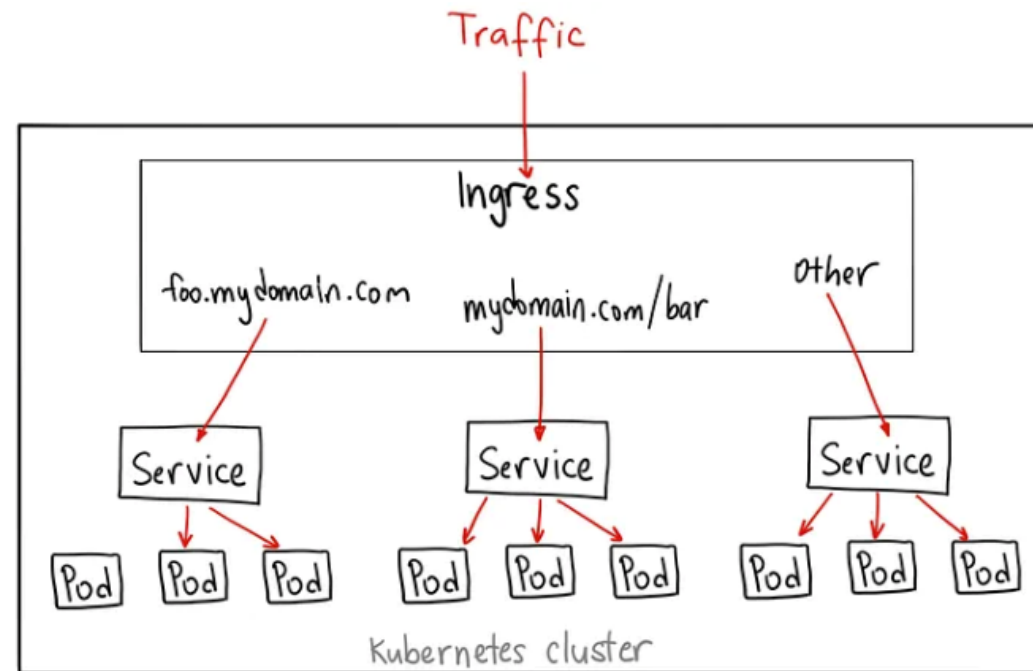 Traffic
Ingress
foo.mydomain.com
mydomain.com/bar
Other
Service
Service
Service
Pod
Pod
Pod
Pod
Pod
Pod
Pod
Pod
Pod
Kubernetes cluster